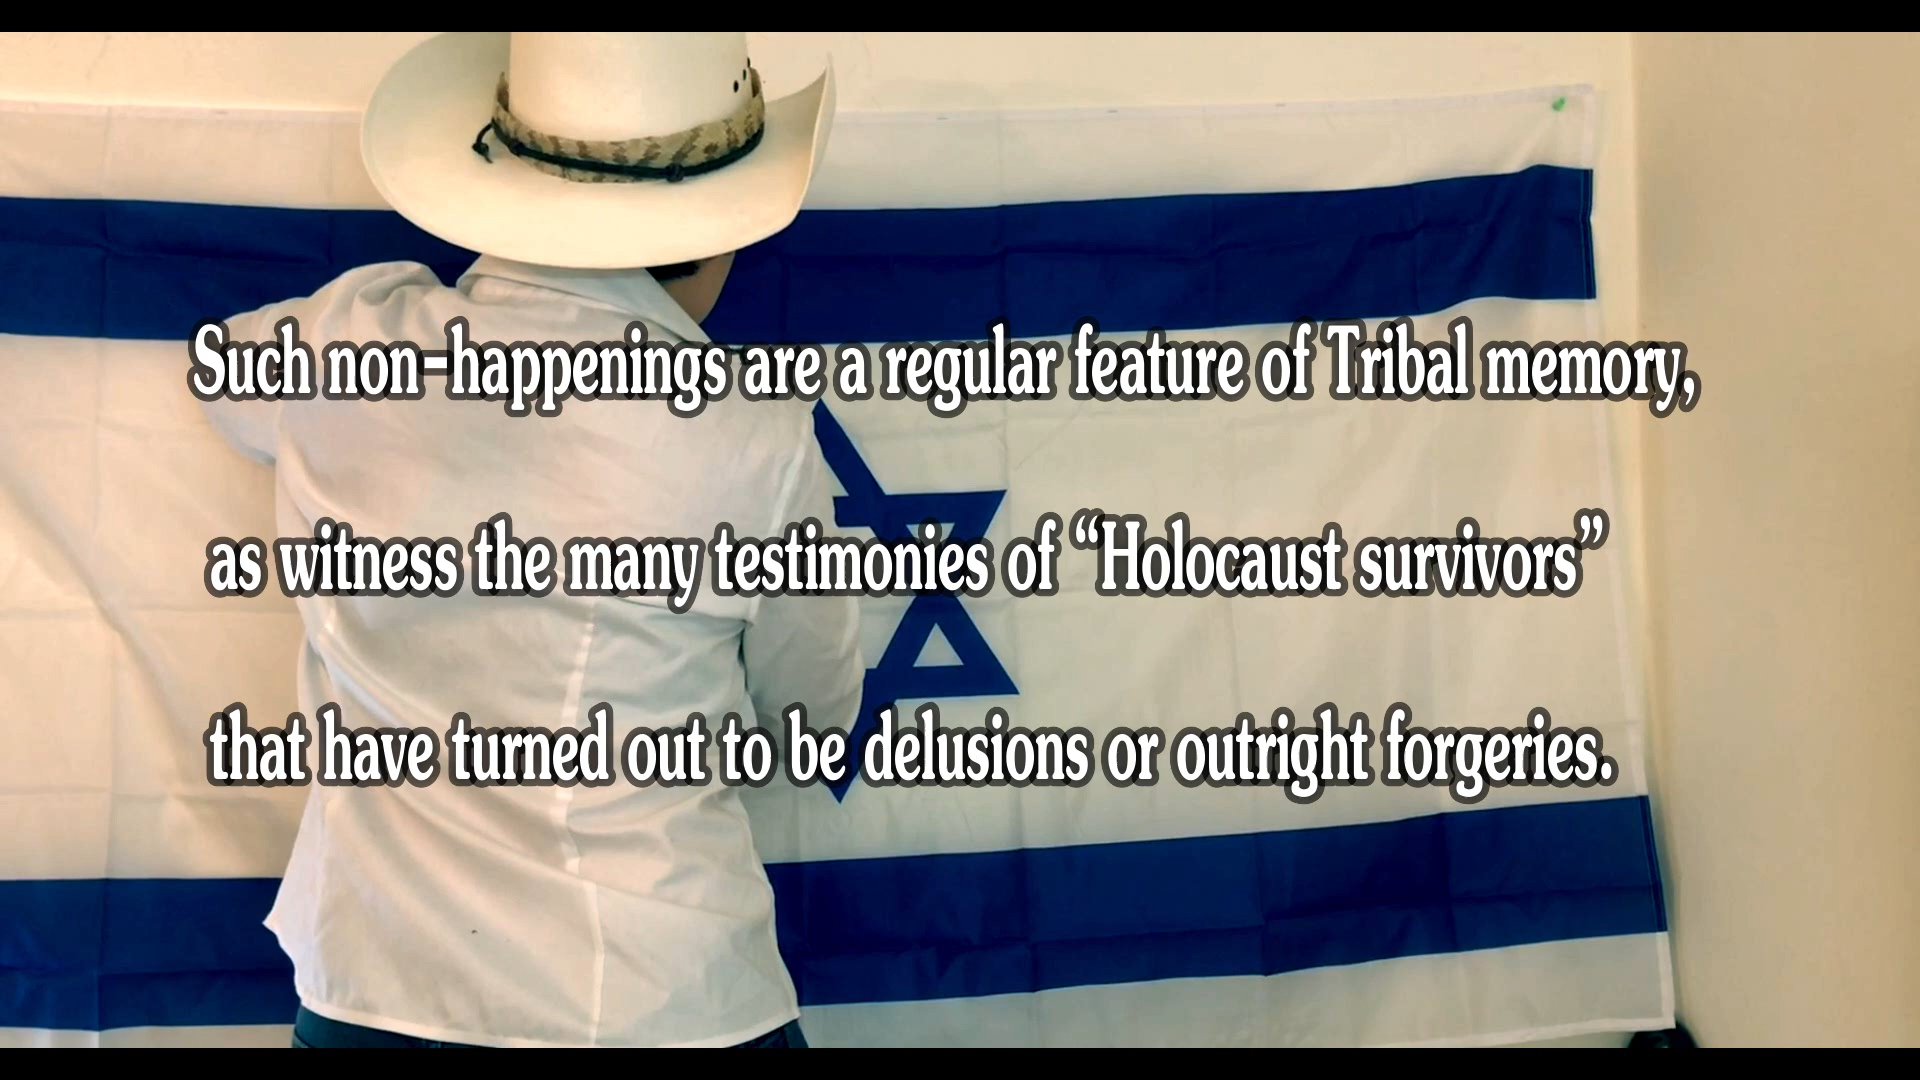 Such non-happenings are a regular feature of Tribal memory,
as witness the many testimonies of “Holocaust survivors”
that have turned out to be delusions or outright forgeries.